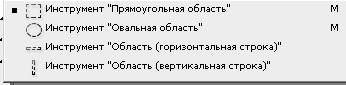 Инструмент "Прямоугольная область" M
Инструмент "Овальная область" M
Инструмент "Область (горизонтальная строка)"
Инструмент "Область (вертикальная строка)"